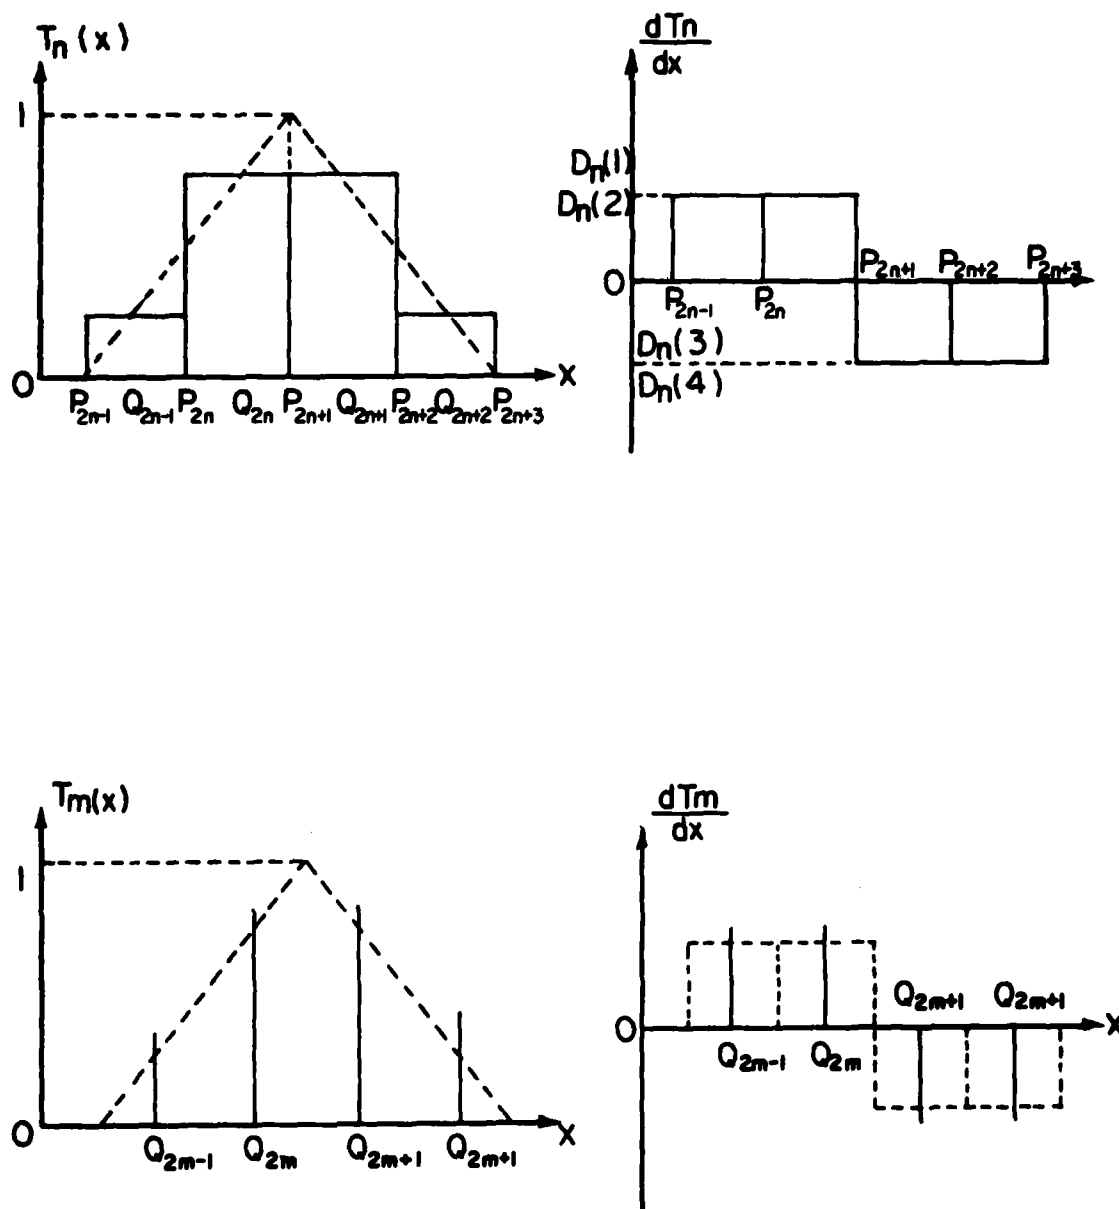 Tn (x)
1
0
P2n-1 Q2n-1 P2n Q2n P2n+1 Q2n+1 P2n+2 Q2n+2 P2n+3
x
dTn
dx
Dn(1)
Dn(2)
0
P2n-1 P2n
P2n+1 P2n+2 P2n+3
Dn(3)
Dn(4)
Tm(x)
1
0
Q2m-1 Q2m Q2m+1 Q2m+1
x
dTm
dx
0
Q2m+1 Q2m+1
x
Q2m-1 Q2m